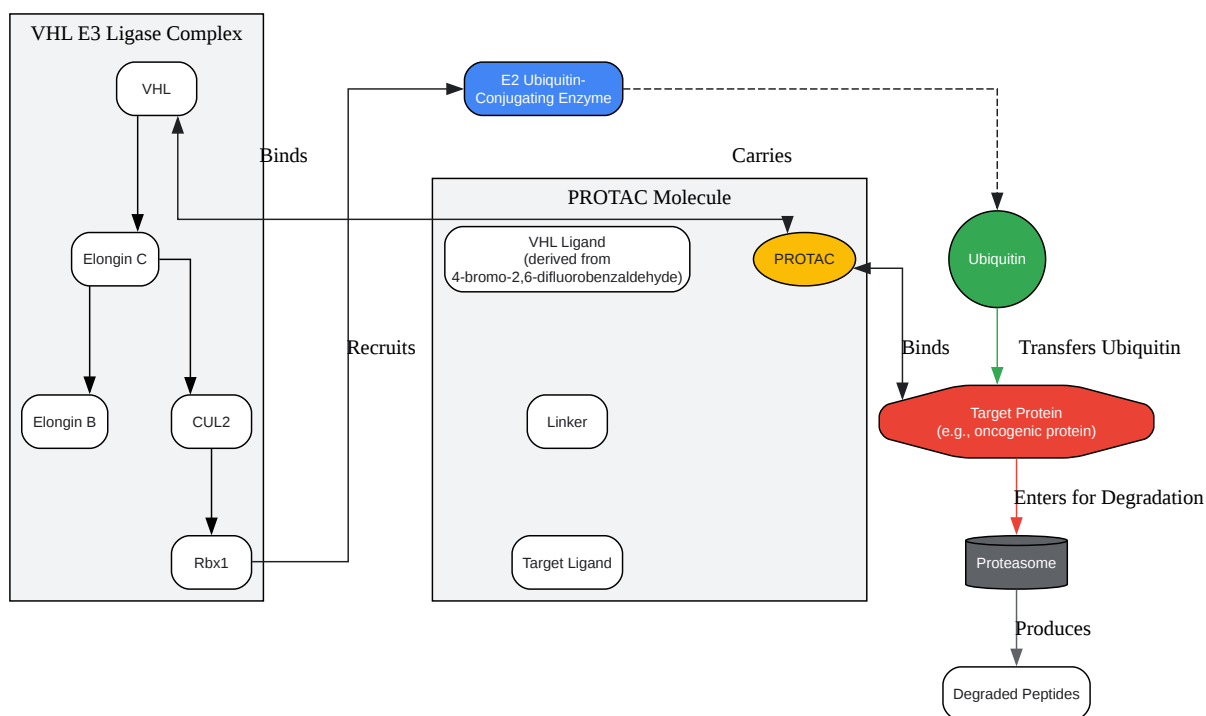 VHL E3 Ligase Complex
VHL
E2 Ubiquitin-
Conjugating Enzyme
Binds
Carries
PROTAC Molecule
VHL Ligand
(derived from
4-bromo-2,6-difluorobenzaldehyde)
PROTAC
Elongin C
Ubiquitin
Recruits
Binds
Transfers Ubiquitin
Elongin B
CUL2
Linker
Target Protein
(e.g., oncogenic protein)
Enters for Degradation
Rbx1
Target Ligand
Proteasome
Produces
Degraded Peptides